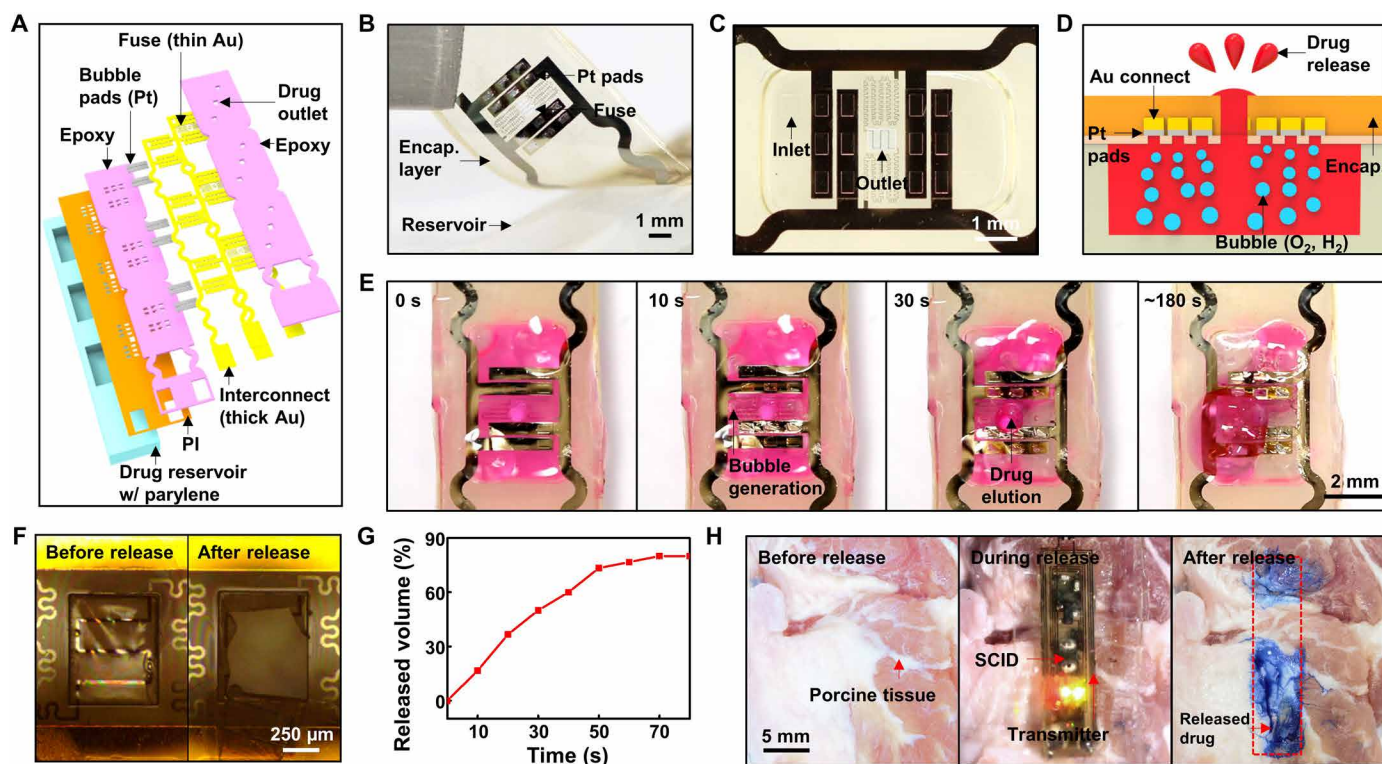 A
Fuse (thin Au)
Bubble
pads (Pt)
Drug
outlet
Epoxy
Epoxy
Interconnect
(thick Au)
PI
Drug reservoir
w/ parylene
B
Pt pads
Fuse
Encap.
layer
Reservoir
1 mm
C
Inlet
Outlet
1 mm
D
Drug
release
Au connect
Pt
pads
Encap.
Bubble (O₂, H₂)
E
0 s
10 s
30 s
~180 s
Bubble
generation
Drug
elution
2 mm
F
Before release
After release
250 µm
G
Released volume (%)
90
60
30
0
10
30
50
70
Time (s)
H
Before release
During release
After release
SCID
Porcine tissue
Transmitter
Released
drug
5 mm